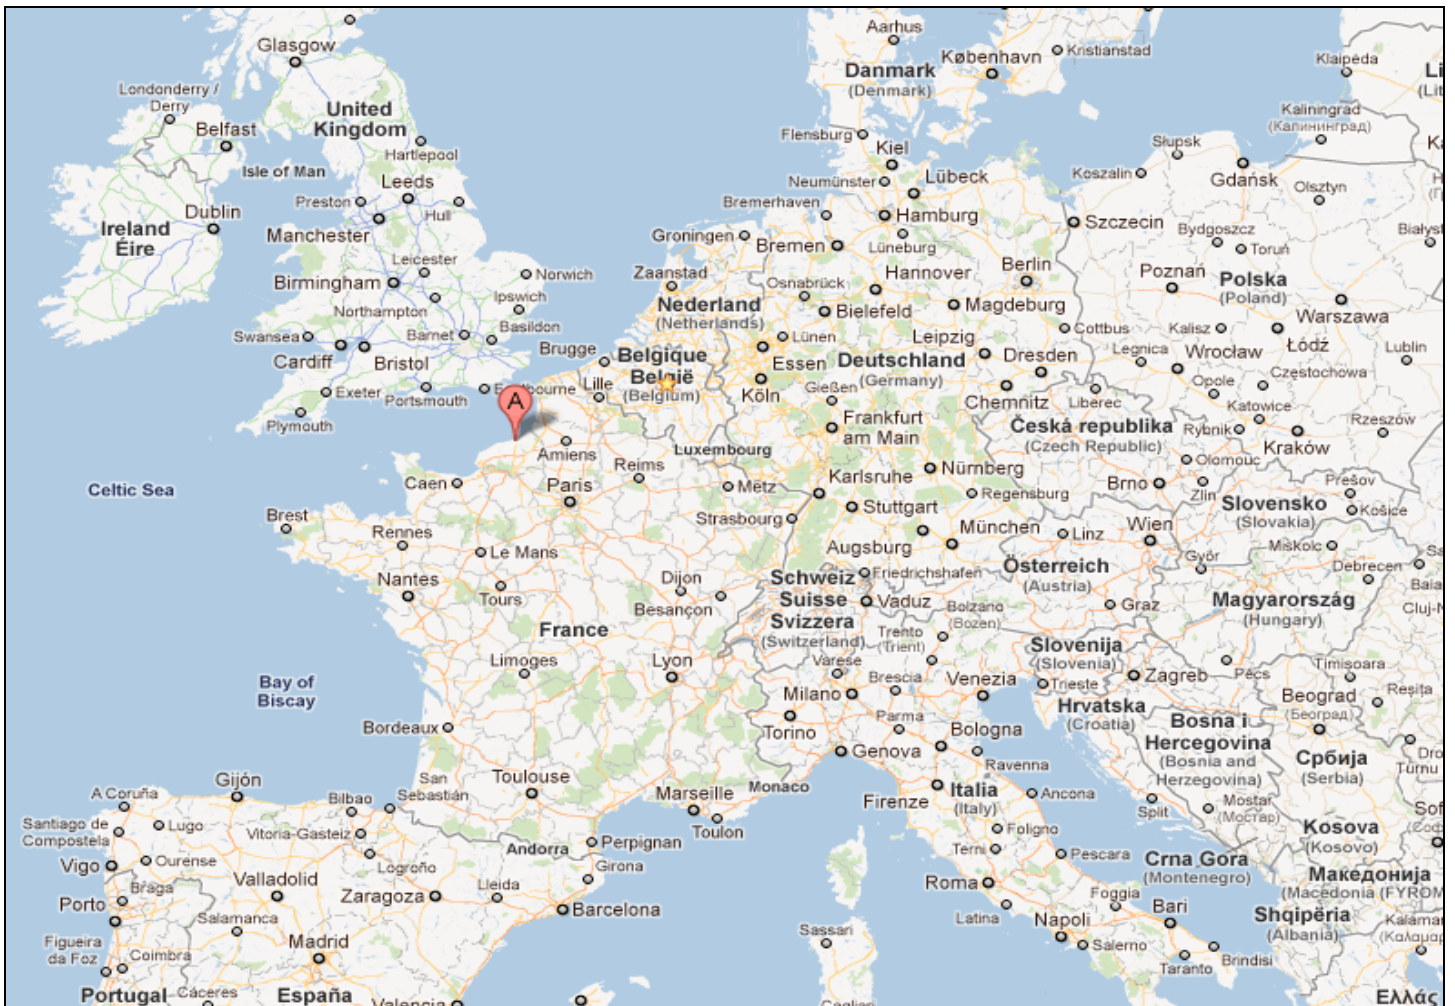 Glasgow
Aarhus
København
Kristianstad
Danmark
(Denmark)
Klaipėda
Londonderry /
Derry
United
Kingdom
Belfast
Kaliningrad
(Калининград)
Flensburg
Kiel
Słupsk
Hartlepool
Isle of Man
Koszalin
Gdańsk
Olsztyn
Neumünster
Lübeck
Leeds
Preston
Hull
Bremerhaven
Hamburg
Szczecin
Dublin
Ireland
Éire
Manchester
Groningen
Bremen
Lüneburg
Bydgoszcz
Toruń
Leicester
Norwich
Zaanstad
Hannover
Berlin
Poznań
Polska
(Poland)
Birmingham
Osnabrück
Ipswich
Nederland
(Netherlands)
Bielefeld
Magdeburg
Warszawa
Northampton
Basildon
Swansea
Barnet
Lünen
Leipzig
Cottbus
Kalisz
Łódź
Cardiff
Bristol
Brugge
Belgique
België
(Belgium)
Essen
Deutschland
(Germany)
Dresden
Legnica
Wrocław
Lublin
Exeter
Portsmouth
Lille
Köln
Gießen
Chemnitz
Liberec
Opole
Częstochowa
A
Plymouth
Frankfurt
am Main
Česká republika
(Czech Republic)
Katowice
Rybnik
Kraków
Rzeszów
Amiens
Luxembourg
Reims
Karlsruhe
Nürnberg
Olomouc
Celtic Sea
Caen
Paris
Metz
Regensburg
Brno
Zlin
Prešov
Slovensko
(Slovakia)
Košice
Brest
Rennes
Strasbourg
Stuttgart
München
Linz
Wien
Le Mans
Augsburg
Győr
Miskolc
Debrecen
Nantes
Tours
Dijon
Besançon
Schweiz
Suisse
Svizzera
(Switzerland)
Friedrichshafen
Österreich
(Austria)
Vaduz
Bolzano
(Bozen)
Graz
Magyarország
(Hungary)
France
Trento
(Trient)
Slovenija
(Slovenia)
Limoges
Lyon
Varese
Brescia
Venezia
Trieste
Zagreb
Pécs
Timișoara
Bay of
Biscay
Milano
Hrvatska
(Croatia)
Beograd
(Београд)
Reșița
Bordeaux
Torino
Parma
Bologna
Bosna i
Hercegovina
(Bosnia and
Herzegovina)
Genova
Ravenna
Србија
(Serbia)
Gijón
San
Sebastián
Toulouse
Marseille
Monaco
Firenze
Italia
(Italy)
Ancona
A Coruña
Bilbao
Split
Mostar
(Мостар)
Santiago de
Compostela
Lugo
Vitoria-Gasteiz
Toulon
Foligno
Kosova
(Kosovo)
Andorra
Perpignan
Terni
Pescara
Crna Gora
(Montenegro)
Vigo
Ourense
Logroño
Girona
Македонија
(Macedonia (FYROM
Braga
Valladolid
Zaragoza
Lleida
Roma
Foggia
Porto
Barcelona
Latina
Bari
Shqipëria
(Albania)
Salamanca
Napoli
Figueira
da Foz
Coimbra
Madrid
Sassari
Salerno
Taranto
Brindisi
Portugal
Cáceres
España
Valencia
Ελλάς